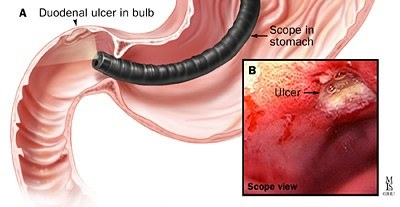 A
Duodenal ulcer in bulb
Scope in
stomach
B
Ulcer
Scope view